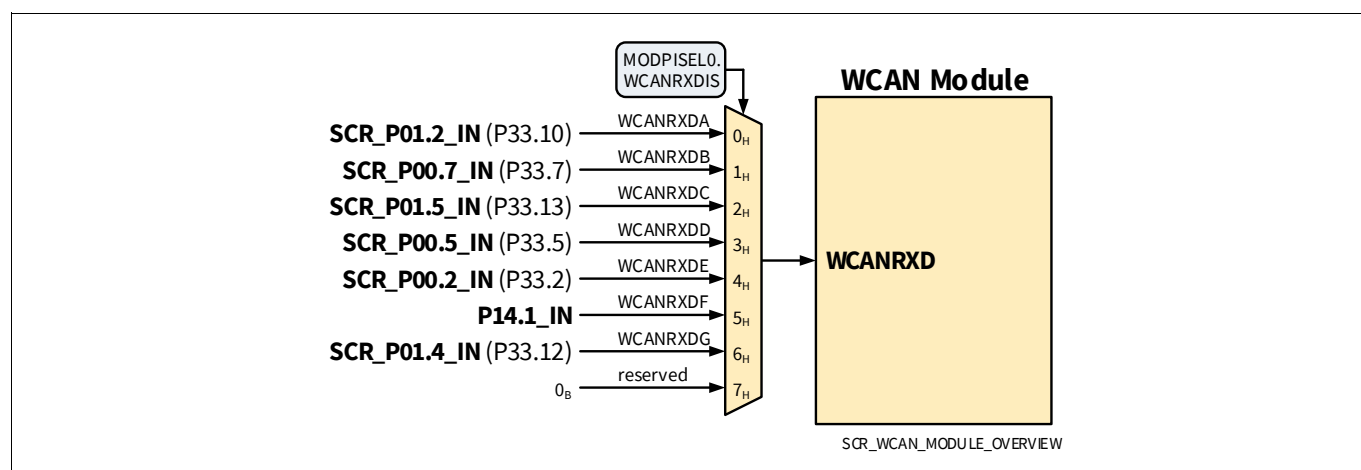 MODPISEL0.
WCANRXDIS
WCAN Module
SCR_P01.2_IN (P33.10) WCANRXDA 0H
SCR_P00.7_IN (P33.7) WCANRXDB 1H
SCR_P01.5_IN (P33.13) WCANRXDC 2H
SCR_P00.5_IN (P33.5) WCANRXDD 3H
WCANRXD
SCR_P00.2_IN (P33.2) WCANRXDE 4H
P14.1_IN WCANRXDF 5H
SCR_P01.4_IN (P33.12) WCANRXDG 6H
0B reserved 7H
SCR_WCAN_MODULE_OVERVIEW